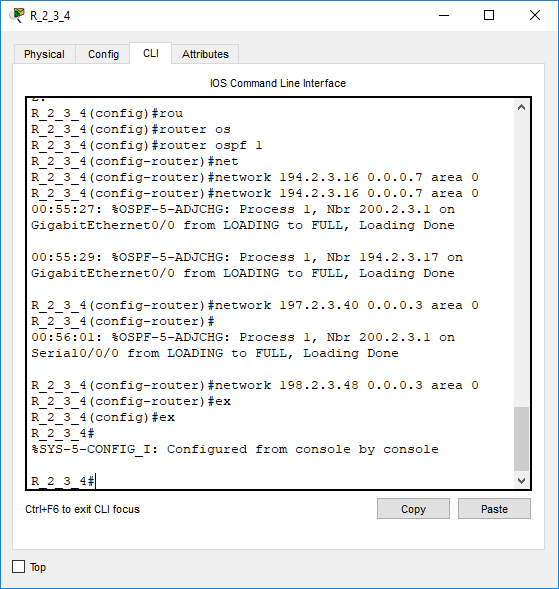 R_2_3_4
Physical
Config
CLI
Attributes
IOS Command Line Interface
R_2_3_4(config)#rou
R_2_3_4(config)#router os
R_2_3_4(config)#router ospf 1
R_2_3_4(config-router)#net
R_2_3_4(config-router)#network 194.2.3.16 0.0.0.7 area 0
R_2_3_4(config-router)#network 194.2.3.16 0.0.0.7 area 0
00:55:27: %OSPF-5-ADJCHG: Process 1, Nbr 200.2.3.1 on
GigabitEthernet0/0 from LOADING to FULL, Loading Done
00:55:29: %OSPF-5-ADJCHG: Process 1, Nbr 194.2.3.17 on
GigabitEthernet0/0 from LOADING to FULL, Loading Done
R_2_3_4(config-router)#network 197.2.3.40 0.0.0.3 area 0
R_2_3_4(config-router)#
00:56:01: %OSPF-5-ADJCHG: Process 1, Nbr 200.2.3.1 on
Serial0/0/0 from LOADING to FULL, Loading Done
R_2_3_4(config-router)#network 198.2.3.48 0.0.0.3 area 0
R_2_3_4(config-router)#ex
R_2_3_4(config)#ex
R_2_3_4#
%SYS-5-CONFIG_I: Configured from console by console
R_2_3_4#
Ctrl+F6 to exit CLI focus
Copy
Paste
Top